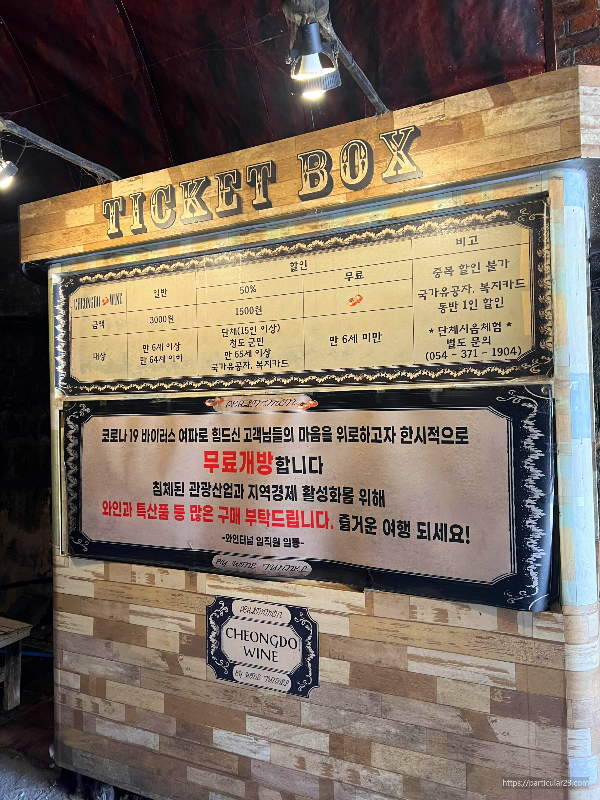 TICKET BOX
CHEONGDO WINE
일반
할인
비고
50%
무료
금액
3000원
1500원
중복 할인 불가
국가유공자, 복지카드
동반 1인 할인
대상
만 6세 이상
만 64세 이하
단체(15인 이상)
청도 군민
만 65세 이상
국가유공자, 복지카드
만 6세 미만
* 단체시음체험 *
별도 문의
(054 - 371 - 1904)
코로나19 바이러스 여파로 힘드신 고객님들의 마음을 위로하고자 한시적으로
무료개방합니다
침체된 관광산업과 지역경제 활성화를 위해
와인과 특산품 등 많은 구매 부탁드립니다. 즐거운 여행 되세요!
-와인터널 임직원 일동-
BY WINE TUNNEL
CHEONGDO
WINE
BY WINE TUNNEL
https://particular23.com